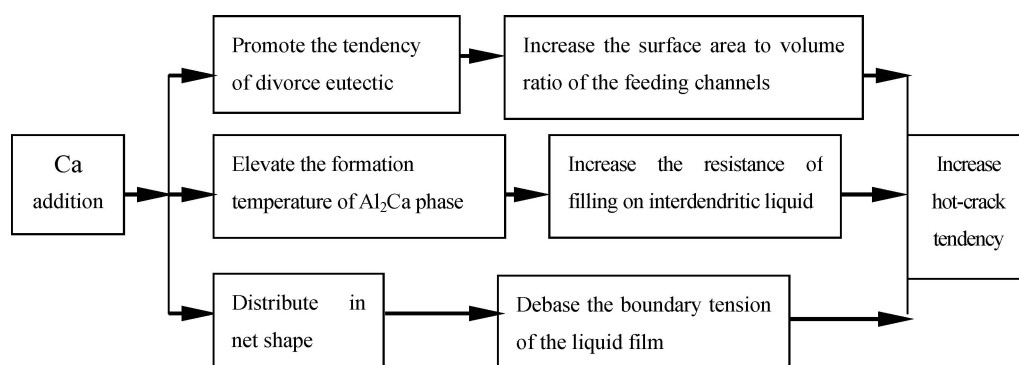 Ca
addition
Promote the tendency
of divorce eutectic
Increase the surface area to volume
ratio of the feeding channels
Elevate the formation
temperature of Al₂Ca phase
Increase the resistance of
filling on interdendritic liquid
Distribute in
net shape
Debase the boundary tension
of the liquid film
Increase
hot-crack
tendency